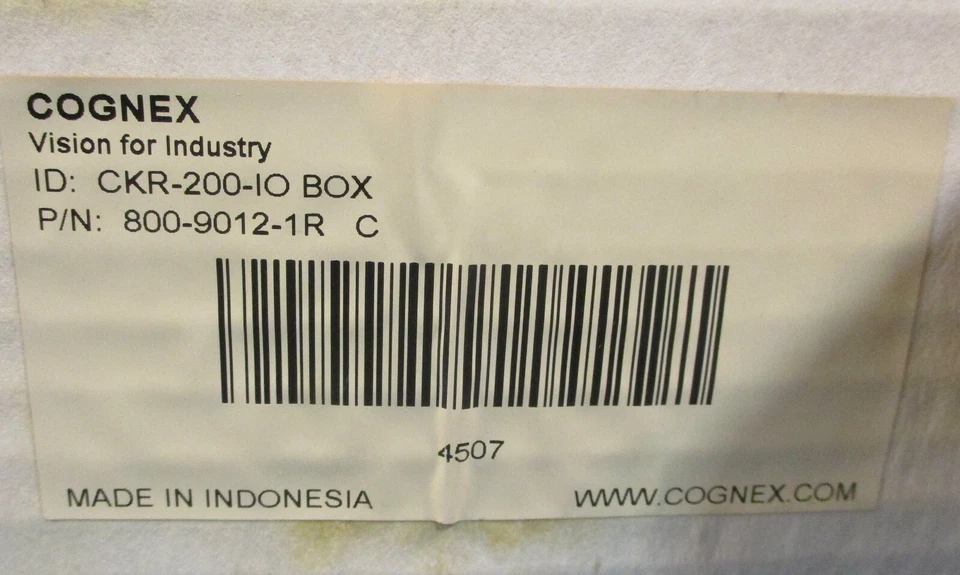 COGNEX
Vision for Industry
ID: CKR-200-IO BOX
P/N: 800-9012-1R C
4507
MADE IN INDONESIA
WWW.COGNEX.COM